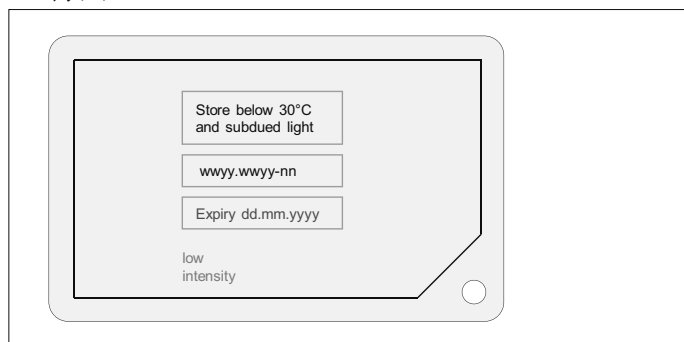 Store below 30°C
and subdued light
wwyy.wwyy-nn
Expiry dd.mm.yyyy
low
intensity